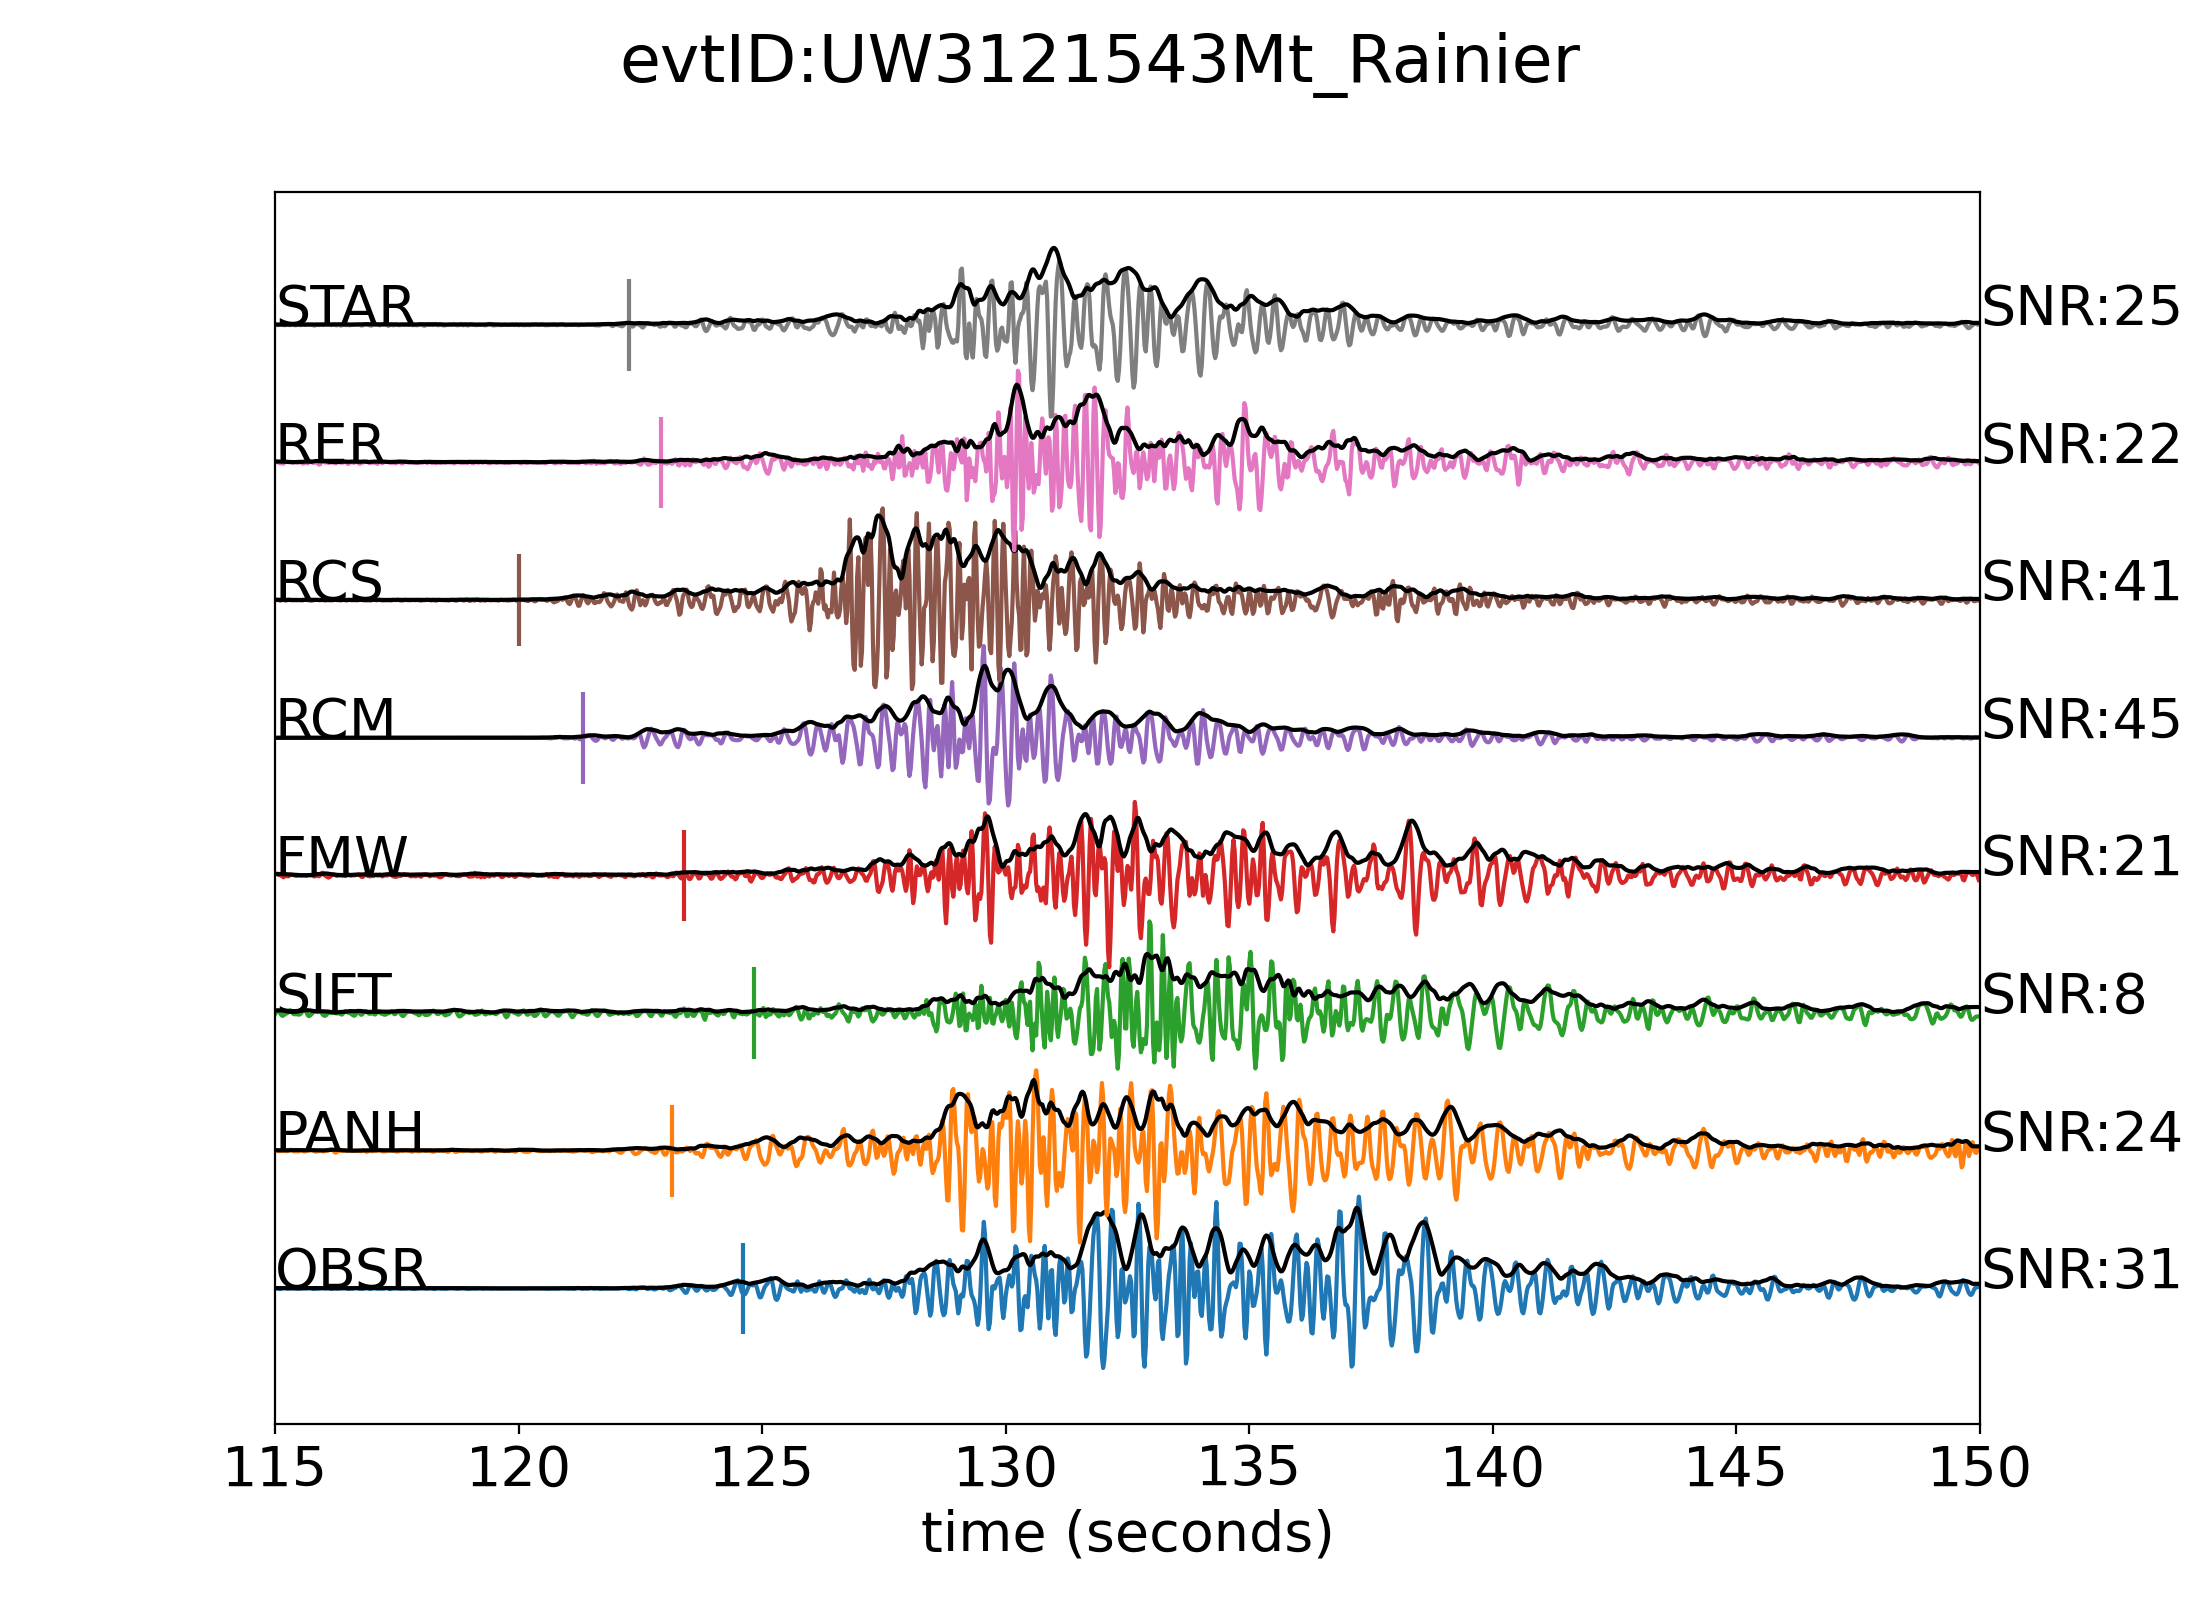 evtID:UW3121543Mt_Rainier
STAR SNR:25
RER SNR:22
RCS SNR:41
RCM SNR:45
FMW SNR:21
SIFT SNR:8
PANH SNR:24
OBSR SNR:31
115 120 125 130 135 140 145 150
time (seconds)